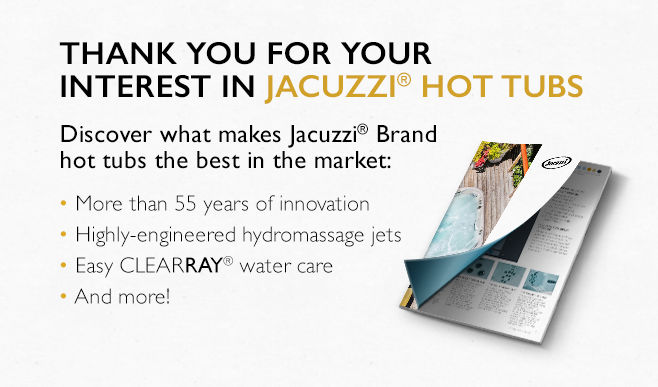 THANK YOU FOR YOUR
INTEREST IN JACUZZI® HOT TUBS
Discover what makes Jacuzzi® Brand
hot tubs the best in the market:
• More than 55 years of innovation
• Highly-engineered hydromassage jets
• Easy CLEARRAY® water care
• And more!
Jacuzzi